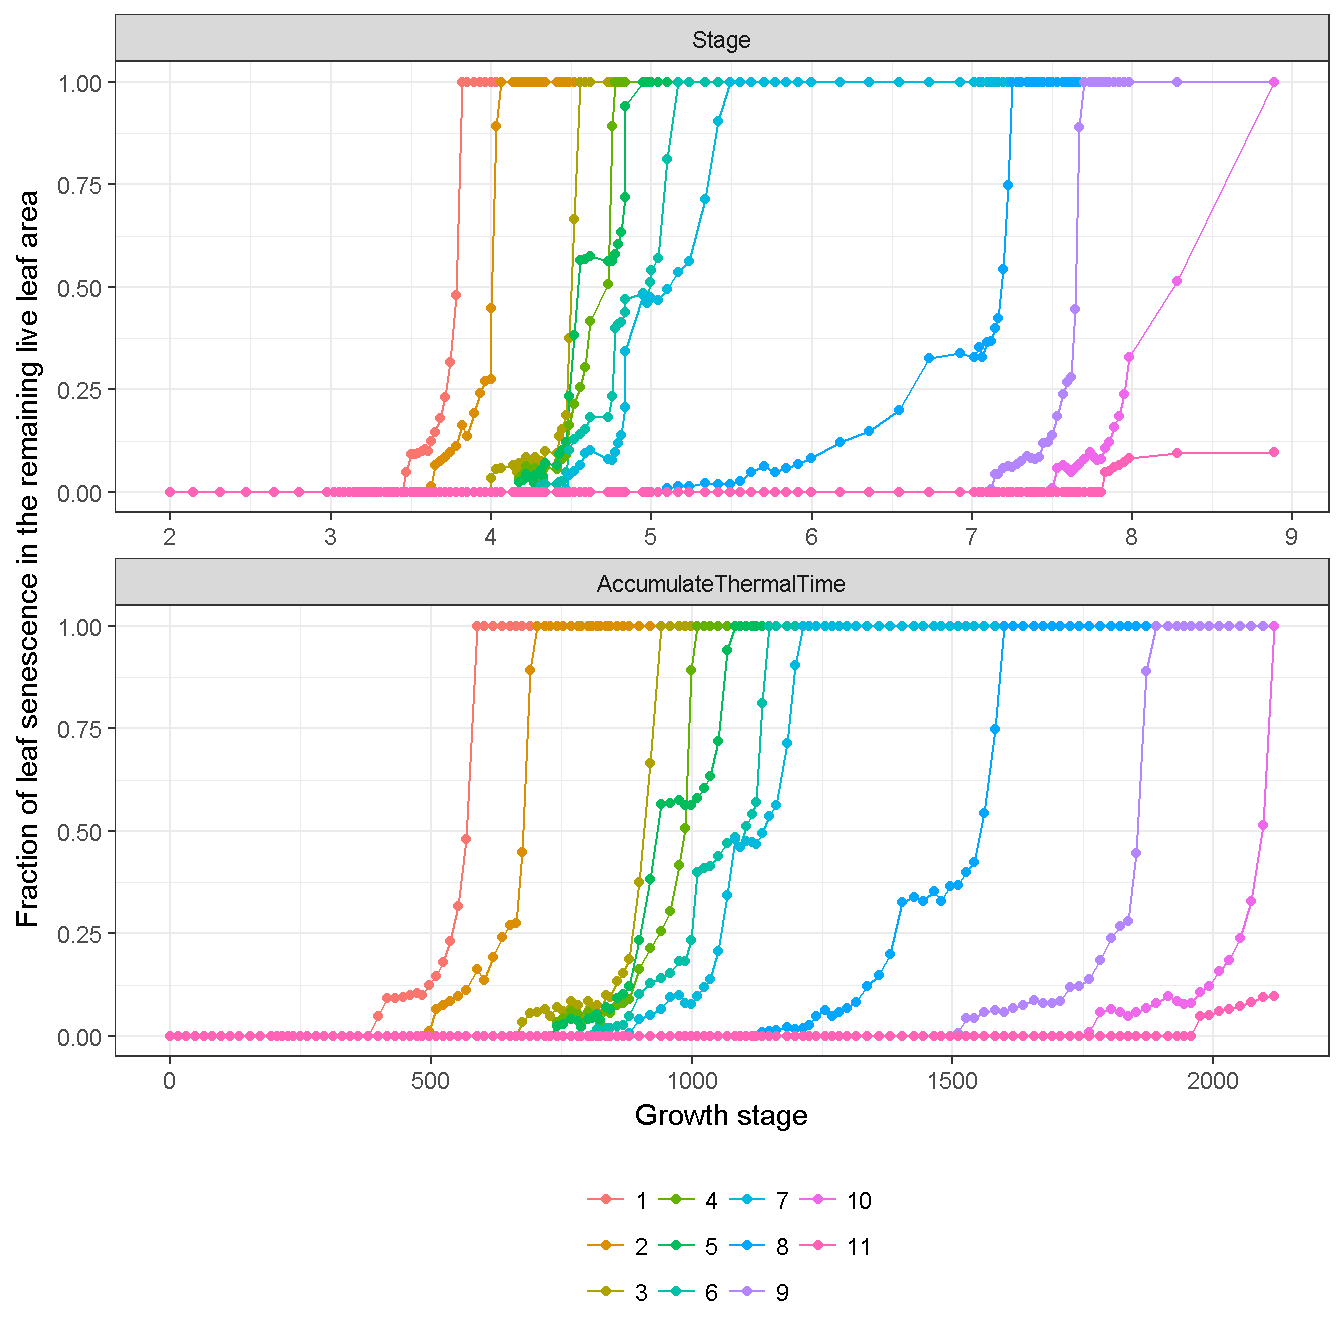 Stage
1.00
0.75
0.50
0.25
0.00
2 3 4 5 6 7 8 9
AccumulateThermalTime
1.00
0.75
0.50
0.25
0.00
0 500 1000 1500 2000
Growth stage
Fraction of leaf senescence in the remaining live leaf area
1 4 7 10
2 5 8 11
3 6 9